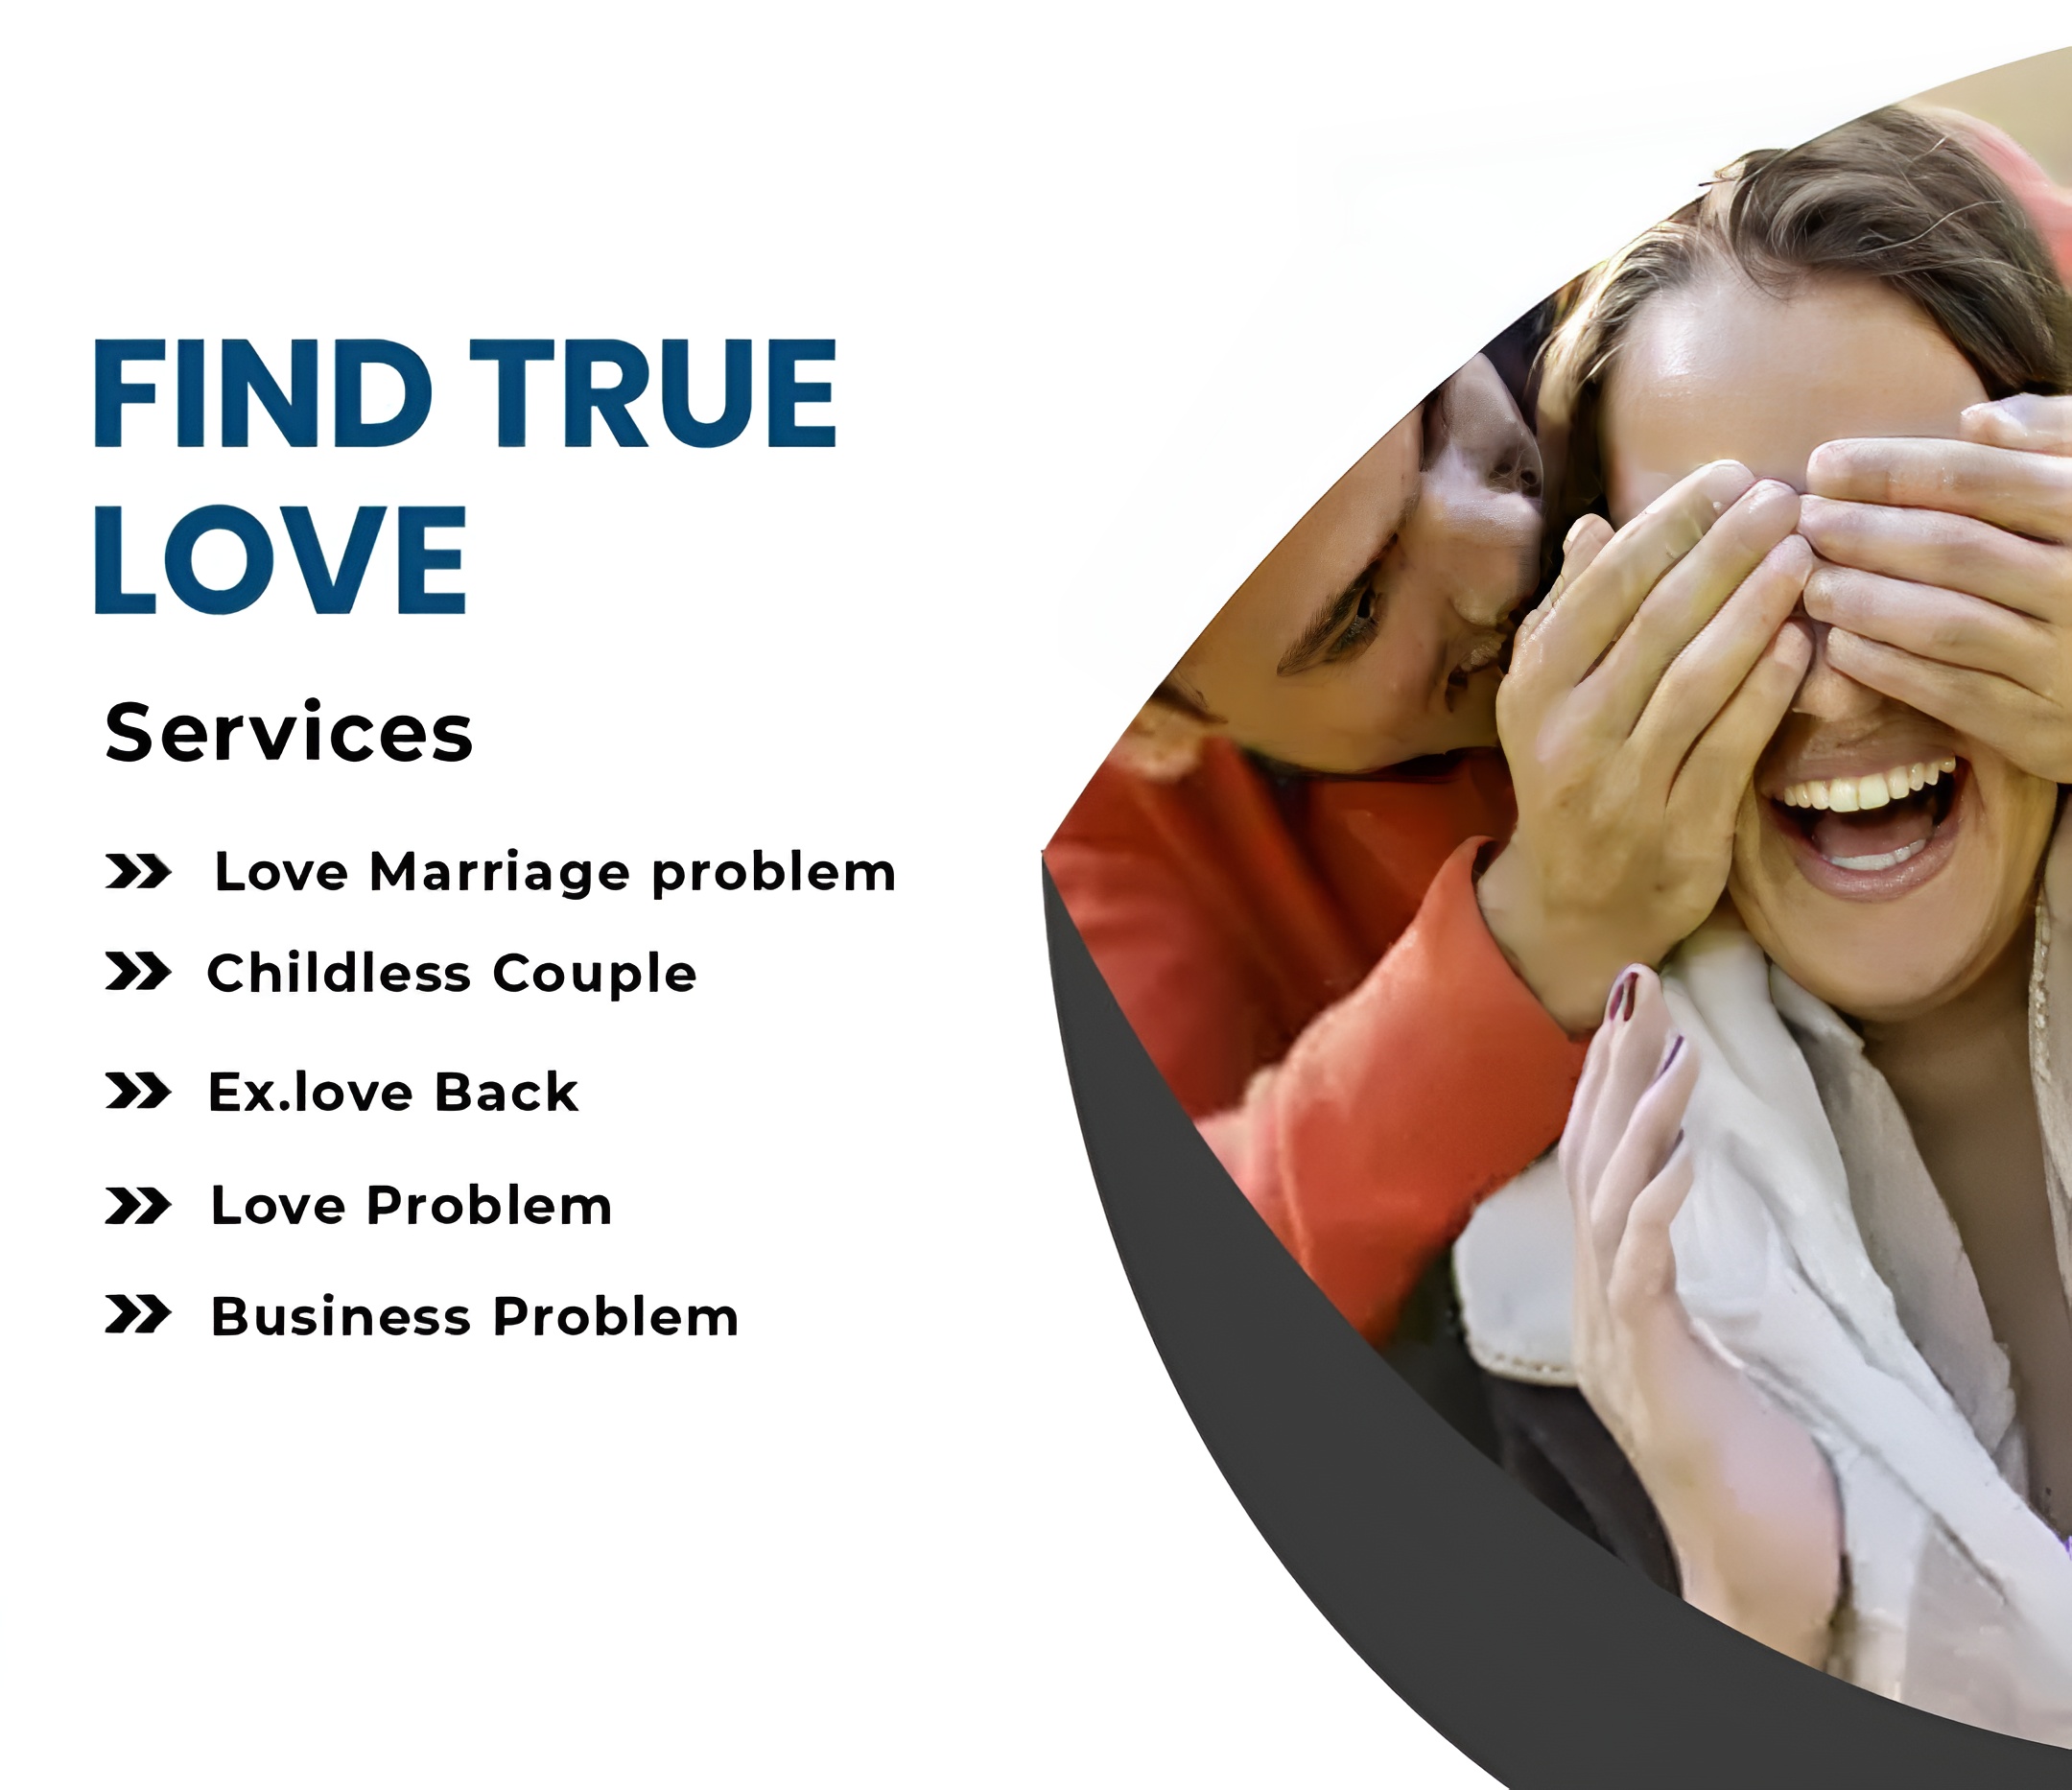 FIND TRUE
LOVE
Services
Love Marriage problem
Childless Couple
Ex.love Back
Love Problem
Business Problem